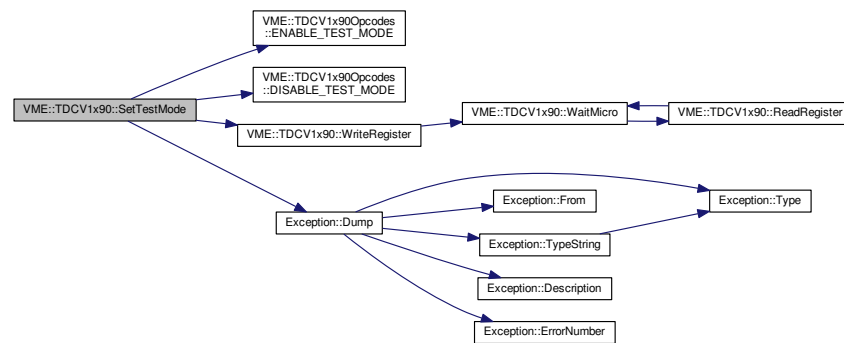 VME::TDCV1x90Opcodes
::ENABLE_TEST_MODE
VME::TDCV1x90Opcodes
::DISABLE_TEST_MODE
VME::TDCV1x90::SetTestMode
VME::TDCV1x90::WaitMicro
VME::TDCV1x90::ReadRegister
VME::TDCV1x90::WriteRegister
Exception::From
Exception::Type
Exception::Dump
Exception::TypeString
Exception::Description
Exception::ErrorNumber